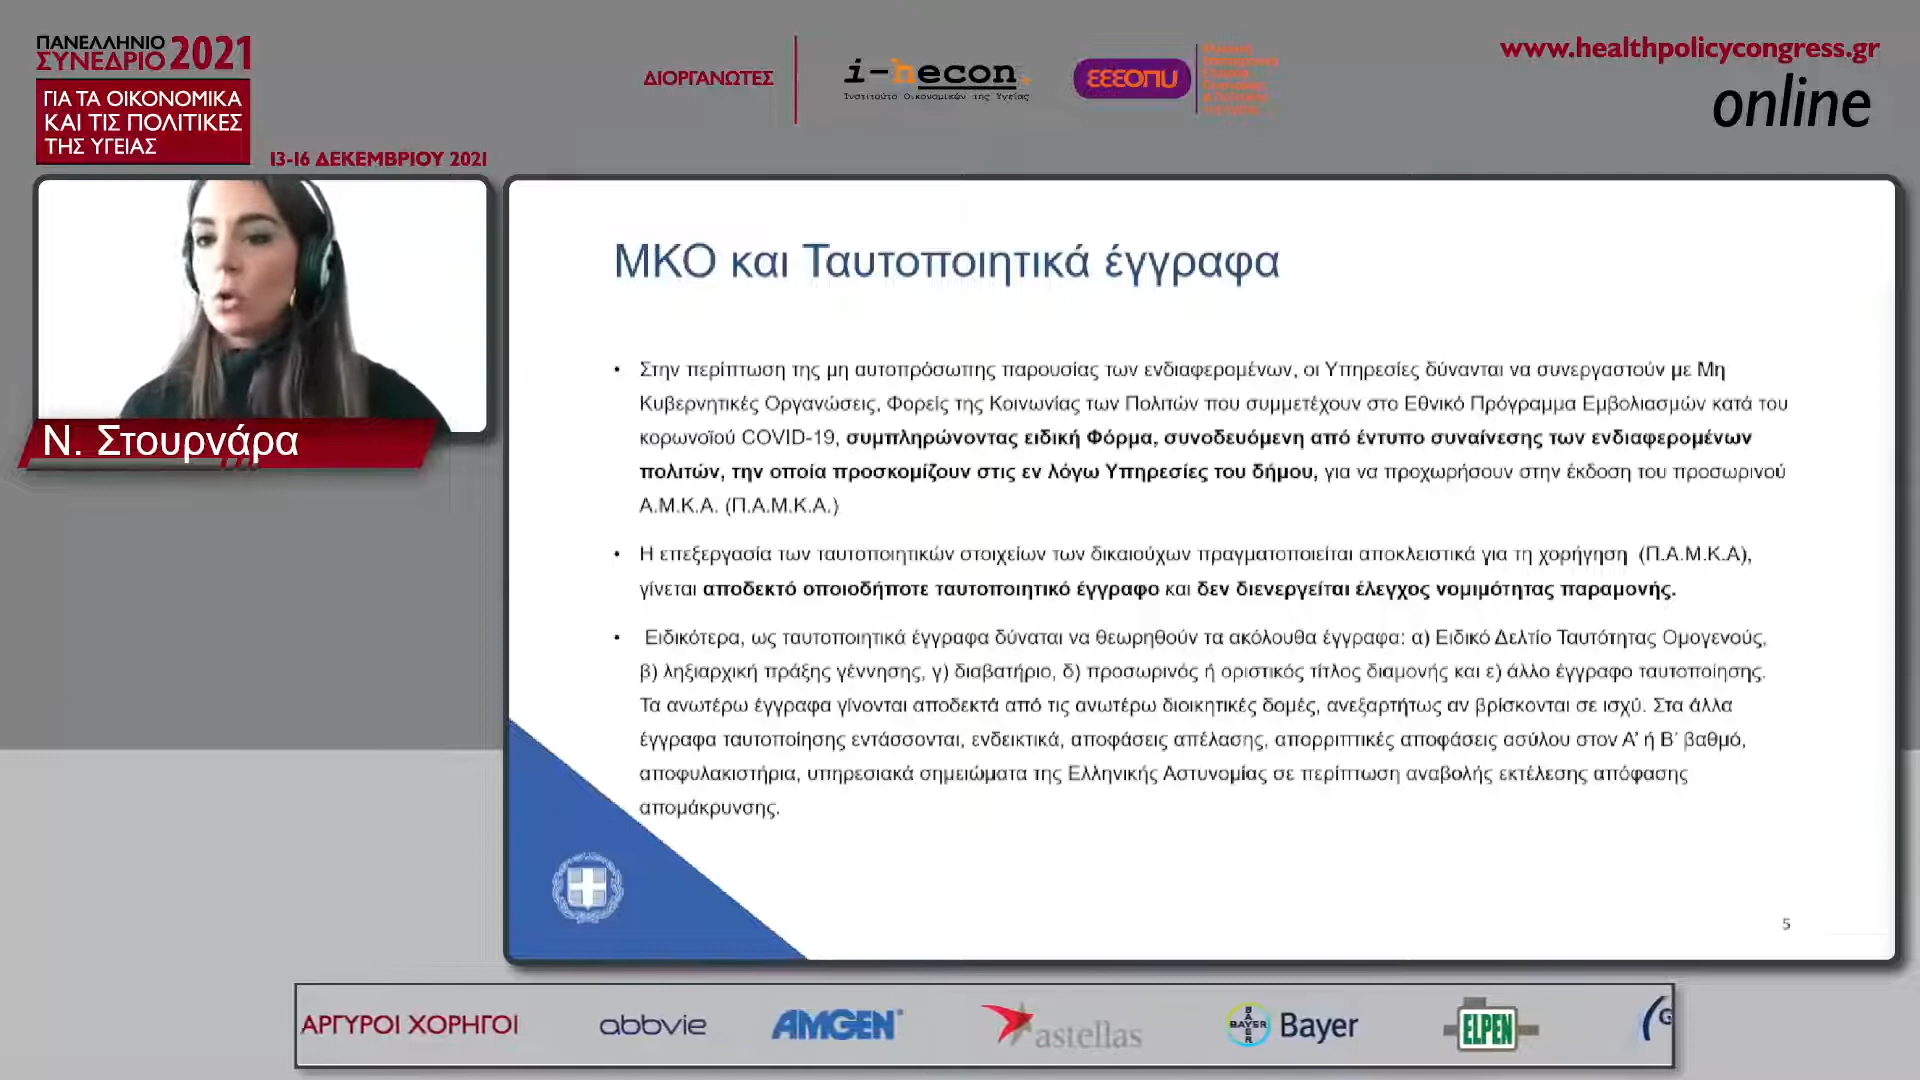 ΠΑΝΕΛΛΗΝΙΟ
ΣΥΝΕΔΡΙΟ 2021
ΓΙΑ ΤΑ ΟΙΚΟΝΟΜΙΚΑ
ΚΑΙ ΤΙΣ ΠΟΛΙΤΙΚΕΣ
ΤΗΣ ΥΓΕΙΑΣ
13-16 ΔΕΚΕΜΒΡΙΟΥ 2021
ΔΙΟΡΓΑΝΩΤΕΣ
i-hecon.
Ινστιτούτο Οικονομικών της Υγείας
ΕΕΕΟΠΥ
www.healthpolicycongress.gr
online
Ν. Στουρνάρα
ΜΚΟ και Ταυτοποιητικά έγγραφα
• Στην περίπτωση της μη αυτοπρόσωπης παρουσίας των ενδιαφερομένων, οι Υπηρεσίες δύνανται να συνεργαστούν με Μη
Κυβερνητικές Οργανώσεις, Φορείς της Κοινωνίας των Πολιτών που συμμετέχουν στο Εθνικό Πρόγραμμα Εμβολιασμών κατά του
κορωνοϊού COVID-19, συμπληρώνοντας ειδική Φόρμα, συνοδευόμενη από έντυπο συναίνεσης των ενδιαφερομένων
πολιτών, την οποία προσκομίζουν στις εν λόγω Υπηρεσίες του δήμου, για να προχωρήσουν στην έκδοση του προσωρινού
Α.Μ.Κ.Α. (Π.Α.Μ.Κ.Α.)
• Η επεξεργασία των ταυτοποιητικών στοιχείων των δικαιούχων πραγματοποιείται αποκλειστικά για τη χορήγηση (Π.Α.Μ.Κ.Α),
γίνεται αποδεκτό οποιοδήποτε ταυτοποιητικό έγγραφο και δεν διενεργείται έλεγχος νομιμότητας παραμονής.
• Ειδικότερα, ως ταυτοποιητικά έγγραφα δύναται να θεωρηθούν τα ακόλουθα έγγραφα: α) Ειδικό Δελτίο Ταυτότητας Ομογενούς,
β) ληξιαρχική πράξης γέννησης, γ) διαβατήριο, δ) προσωρινός ή οριστικός τίτλος διαμονής και ε) άλλο έγγραφο ταυτοποίησης.
Τα ανωτέρω έγγραφα γίνονται αποδεκτά από τις ανωτέρω διοικητικές δομές, ανεξαρτήτως αν βρίσκονται σε ισχύ. Στα άλλα
έγγραφα ταυτοποίησης εντάσσονται, ενδεικτικά, αποφάσεις απέλασης, απορριπτικές αποφάσεις ασύλου στον Α' ή Β' βαθμό,
αποφυλακιστήρια, υπηρεσιακά σημειώματα της Ελληνικής Αστυνομίας σε περίπτωση αναβολής εκτέλεσης απόφασης
απομάκρυνσης.
5
ΑΡΓΥΡΟΙ ΧΟΡΗΓΟΙ
abbvie
AMGEN
astellas
BAYER
Bayer
ELPEN
G